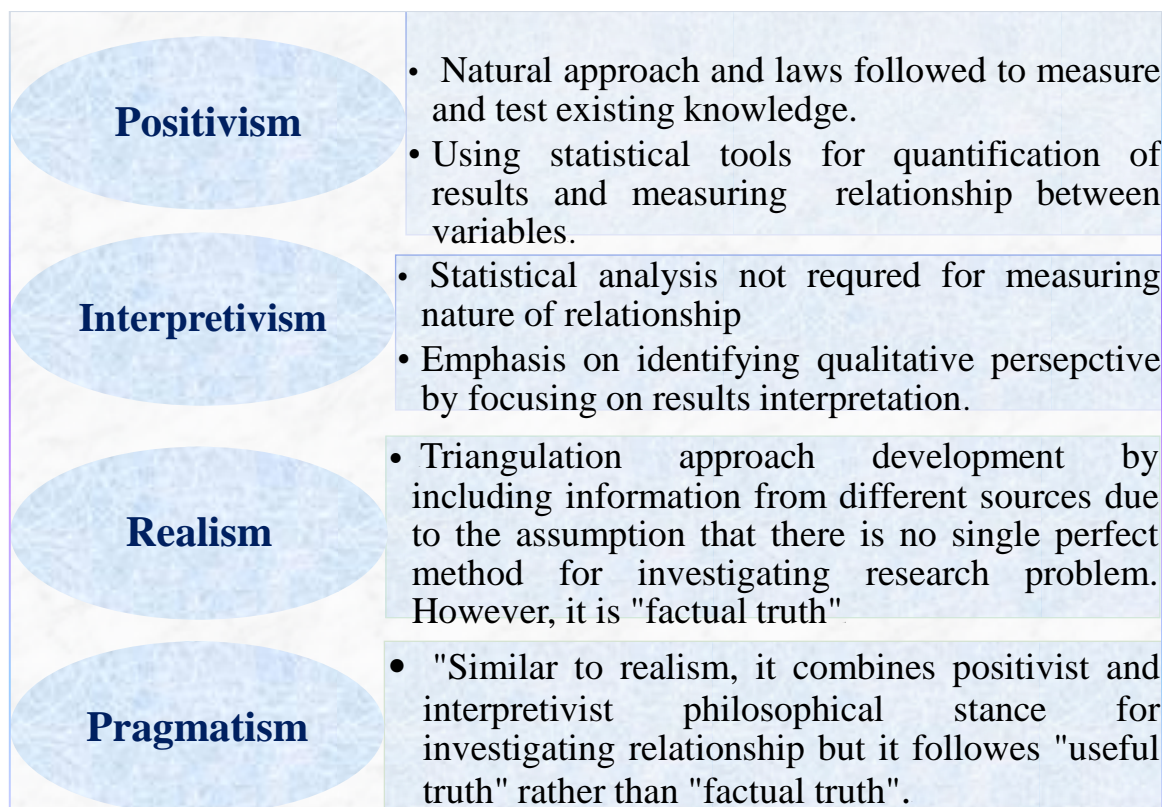 Positivism
• Natural approach and laws followed to measure
and test existing knowledge.
• Using statistical tools for quantification of
results and measuring relationship between
variables.
Interpretivism
• Statistical analysis not requred for measuring
nature of relationship
• Emphasis on identifying qualitative persepctive
by focusing on results interpretation.
Realism
• Triangulation approach development by
including information from different sources due
to the assumption that there is no single perfect
method for investigating research problem.
However, it is "factual truth"
Pragmatism
• "Similar to realism, it combines positivist and
interpretivist philosophical stance for
investigating relationship but it followes "useful
truth" rather than "factual truth".